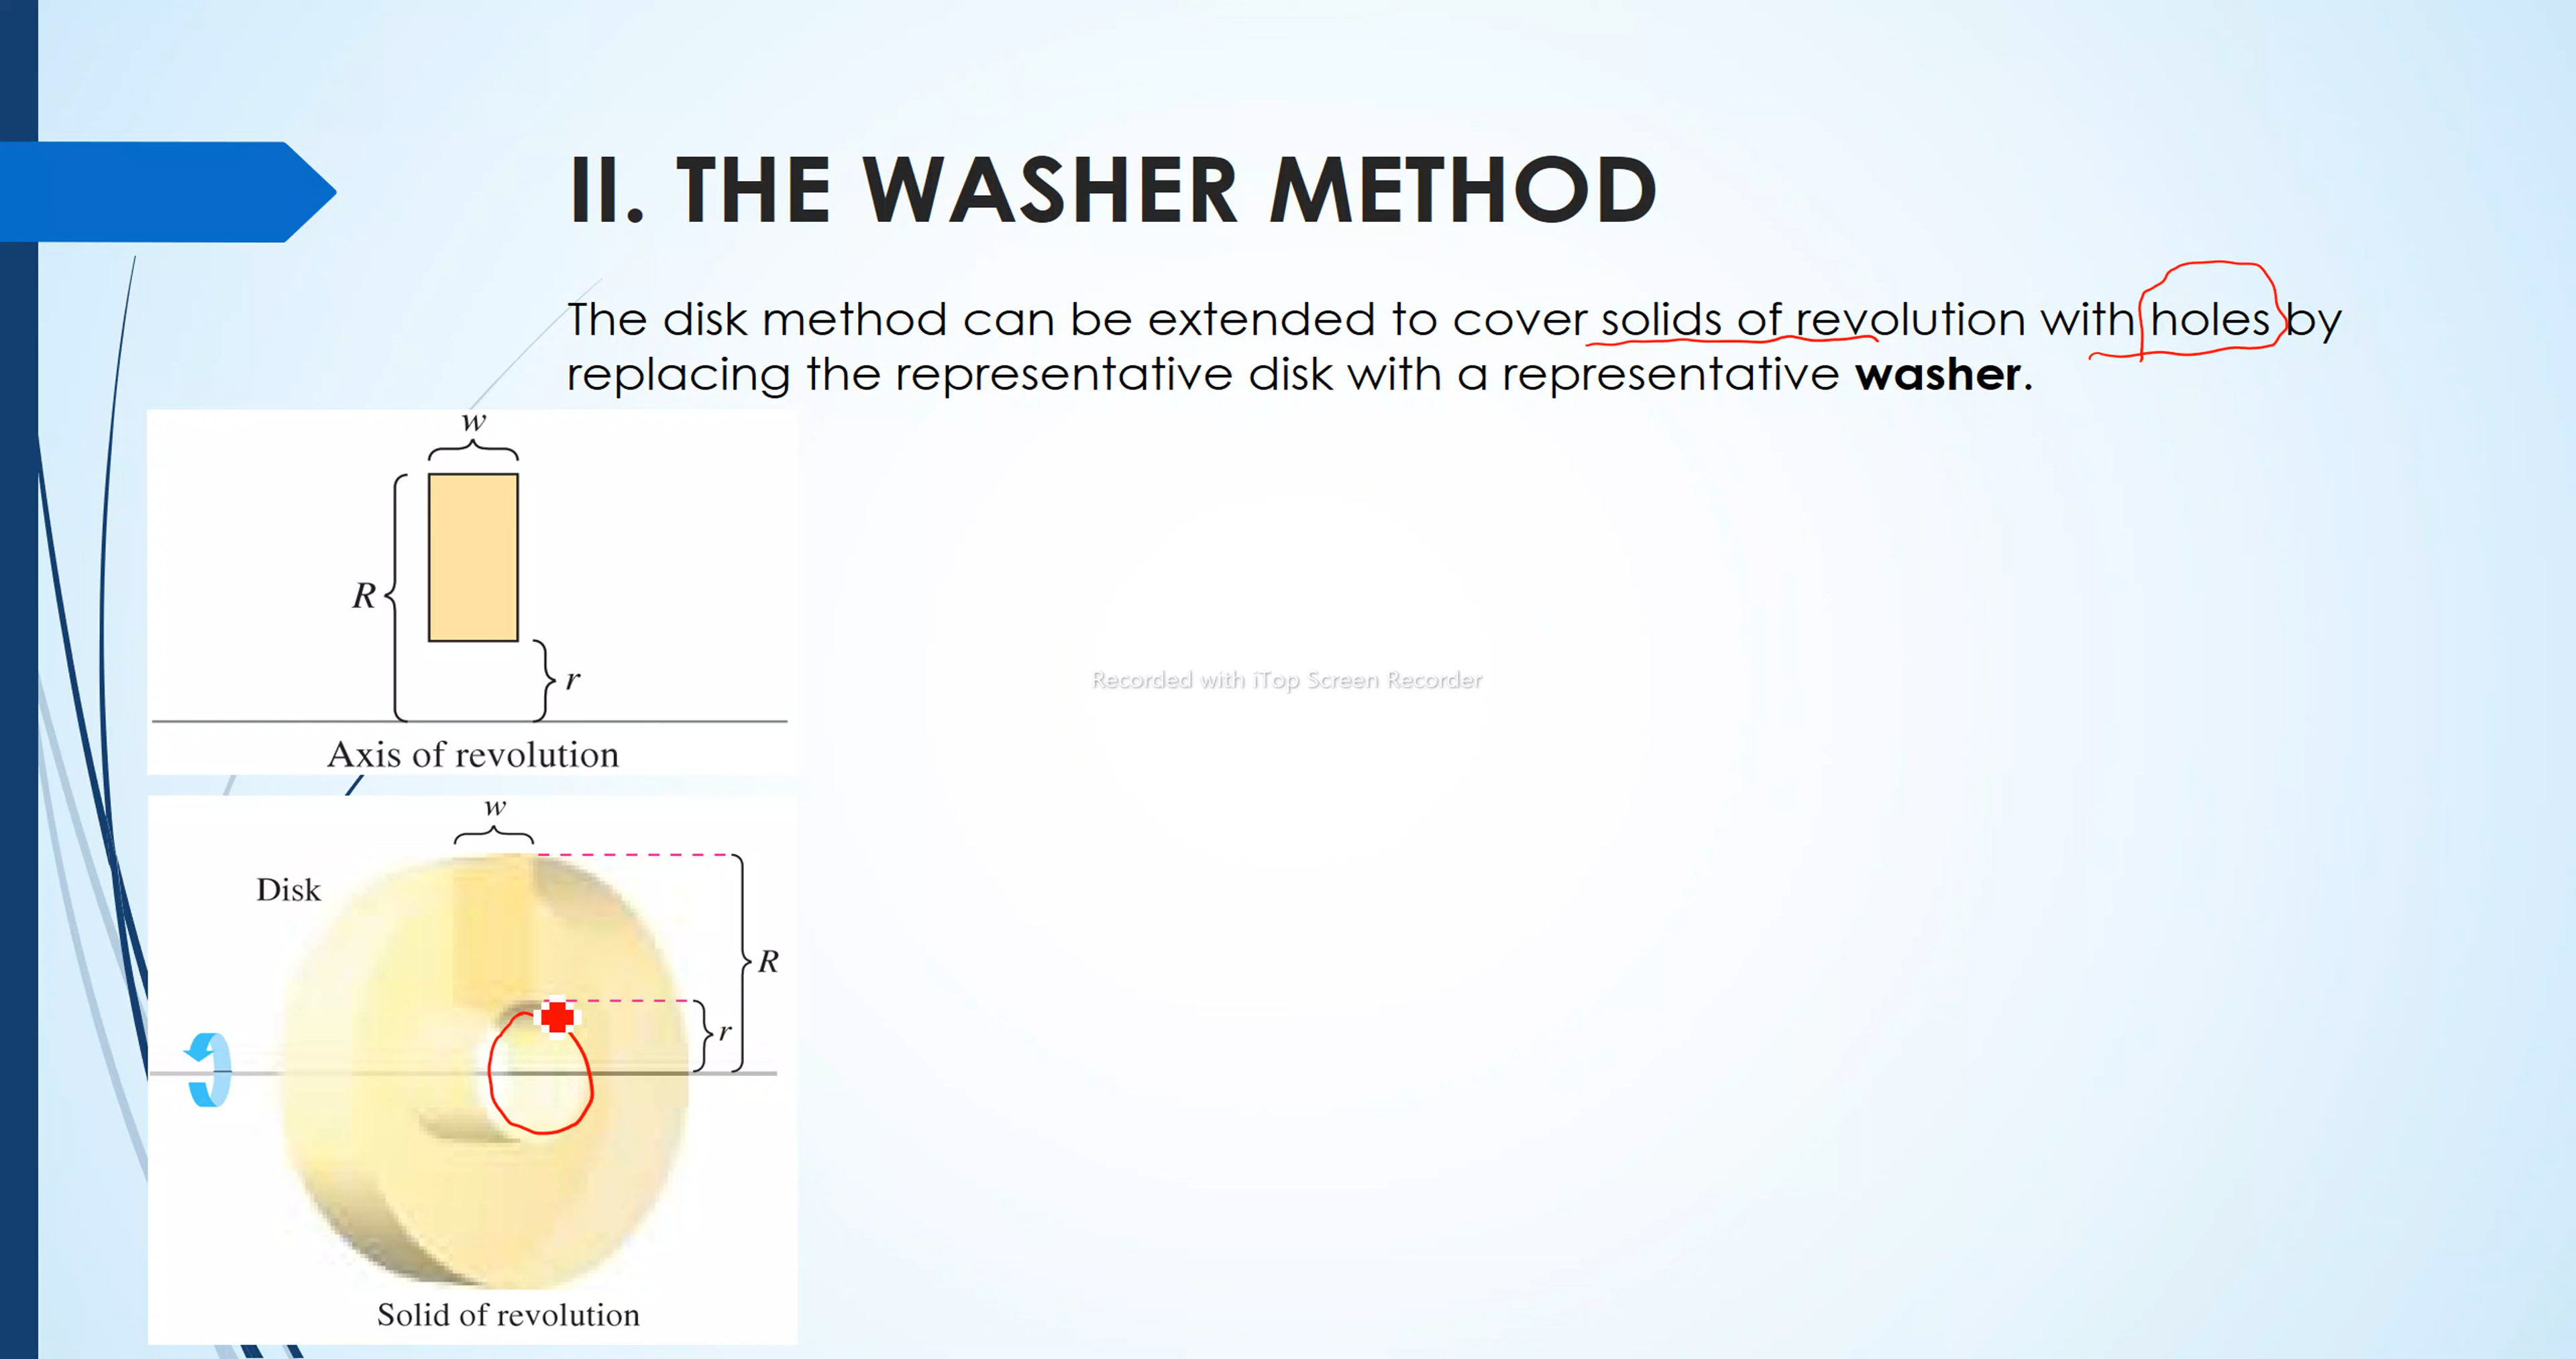 II. THE WASHER METHOD
The disk method can be extended to cover solids of revolution with holes by
replacing the representative disk with a representative washer.
w
R
r
Axis of revolution
Recorded with iTop Screen Recorder
w
Disk
R
r
Solid of revolution